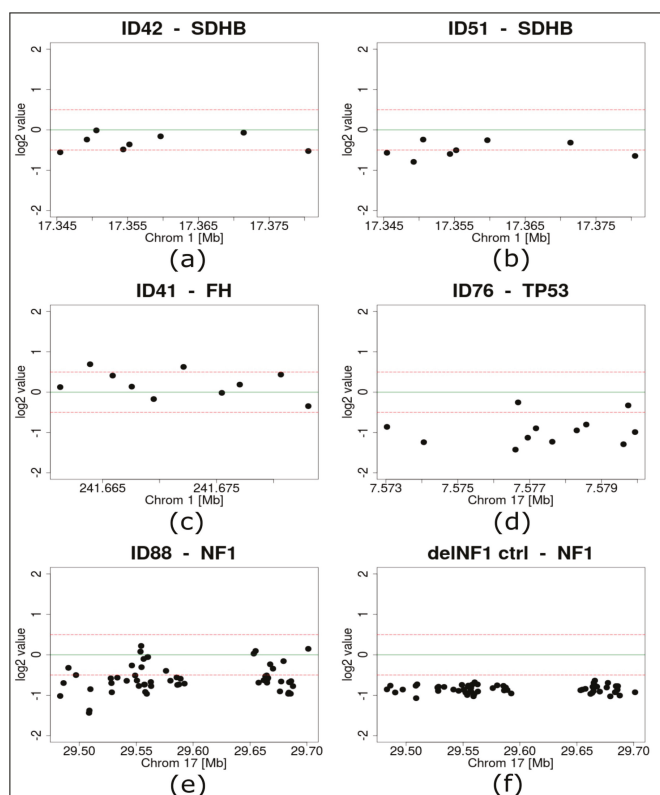 ID42 - SDHB
log2 value
2
1
0
-1
-2
17.345
17.355
17.365
17.375
Chrom 1 [Mb]
(a)
ID51 - SDHB
log2 value
2
1
0
-1
-2
17.345
17.355
17.365
17.375
Chrom 1 [Mb]
(b)
ID41 - FH
log2 value
2
1
0
-1
-2
241.665
241.675
Chrom 1 [Mb]
(c)
ID76 - TP53
log2 value
2
1
0
-1
-2
7.573
7.575
7.577
7.579
Chrom 17 [Mb]
(d)
ID88 - NF1
log2 value
2
1
0
-1
-2
29.50
29.55
29.60
29.65
29.70
Chrom 17 [Mb]
(e)
delNF1 ctrl - NF1
log2 value
2
1
0
-1
-2
29.50
29.55
29.60
29.65
29.70
Chrom 17 [Mb]
(f)